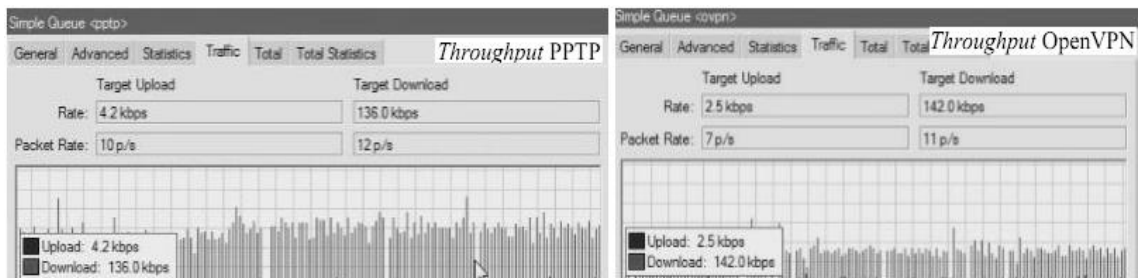 Simple Queue <pptp>
General Advanced Statistics Traffic Total Total Statistics
Throughput PPTP
Target Upload Target Download
Rate: 4.2 kbps 136.0 kbps
Packet Rate: 10 p/s 12 p/s
Upload: 4.2 kbps
Download: 136.0 kbps
Simple Queue <ovpn>
General Advanced Statistics Traffic Total Total
Throughput OpenVPN
Target Upload Target Download
Rate: 2.5 kbps 142.0 kbps
Packet Rate: 7 p/s 11 p/s
Upload: 2.5 kbps
Download: 142.0 kbps